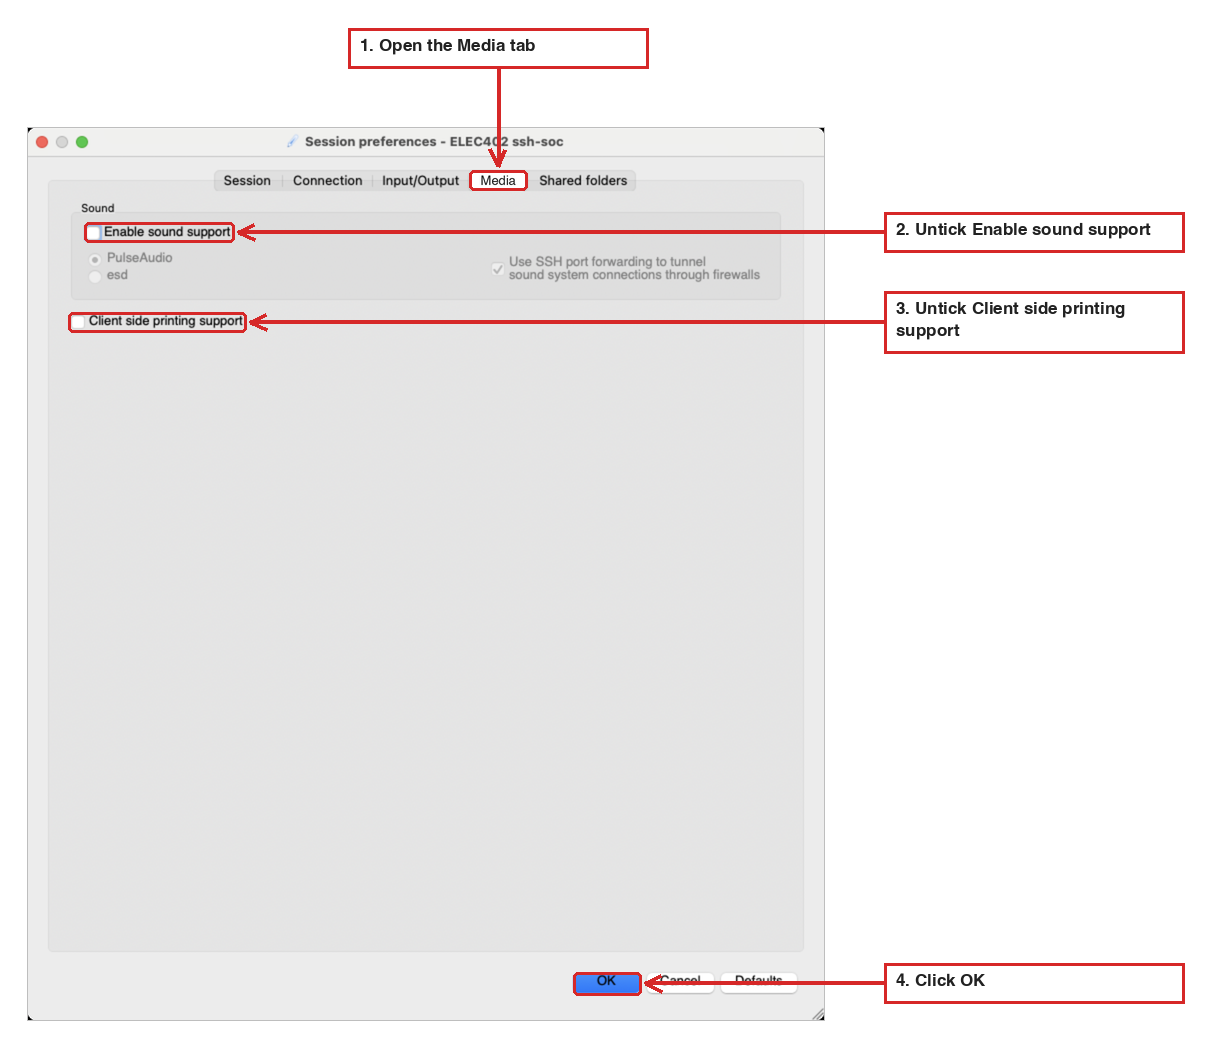 1. Open the Media tab
Session preferences - ELEC402 ssh-soc
Session Connection Input/Output Media Shared folders
Sound
Enable sound support
2. Untick Enable sound support
PulseAudio
esd
Use SSH port forwarding to tunnel
sound system connections through firewalls
Client side printing support
3. Untick Client side printing
support
OK Cancel Defaults
4. Click OK